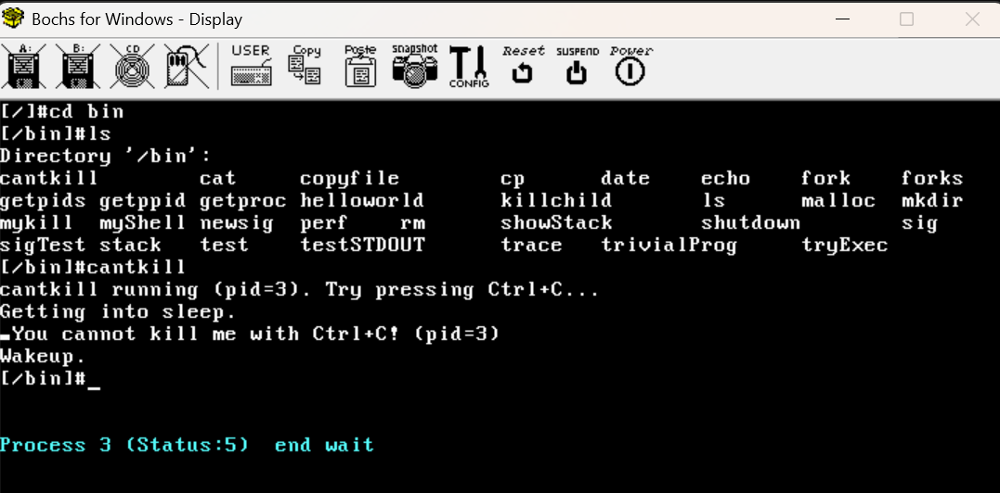 Bochs for Windows - Display
A: B: CD USER Copy Paste snapshot CONFIG Reset SUSPEND Power
[/]#cd bin
[/bin]#ls
Directory '/bin':
cantkill cat copyfile cp date echo fork forks
getpids getppid getproc helloworld killchild ls malloc mkdir
mykill myShell newsig perf rm showStack shutdown sig
sigTest stack test testSTDOUT trace trivialProg tryExec
[/bin]#cantkill
cantkill running (pid=3). Try pressing Ctrl+C...
Getting into sleep.
You cannot kill me with Ctrl+C! (pid=3)
Wakeup.
[/bin]#_
Process 3 (Status:5) end wait